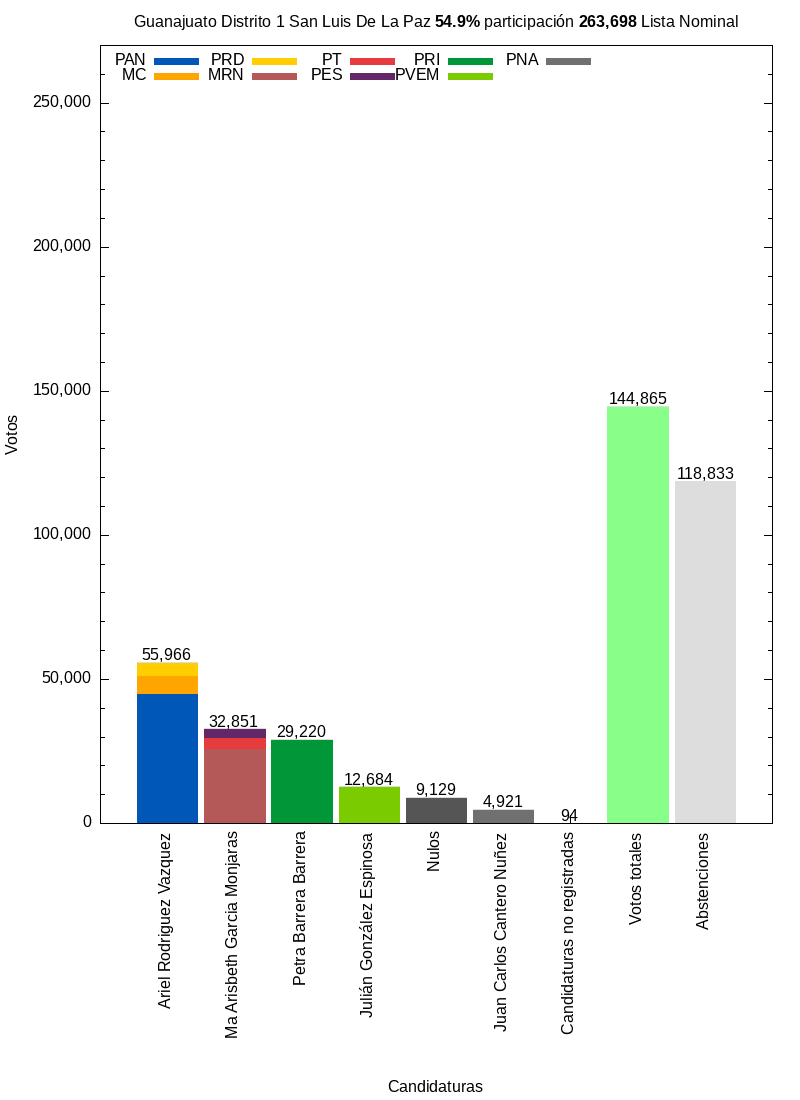 Guanajuato Distrito 1 San Luis De La Paz 54.9% participación 263,698 Lista Nominal
PAN PRD PT PRI PNA
MC MRN PES PVEM
250,000
200,000
150,000
100,000
50,000
0
Votos
55,966
32,851
29,220
12,684
9,129
4,921
94
144,865
118,833
Ariel Rodriguez Vazquez
Ma Arisbeth Garcia Monjaras
Petra Barrera Barrera
Julián González Espinosa
Nulos
Juan Carlos Cantero Nuñez
Candidaturas no registradas
Votos totales
Abstenciones
Candidaturas